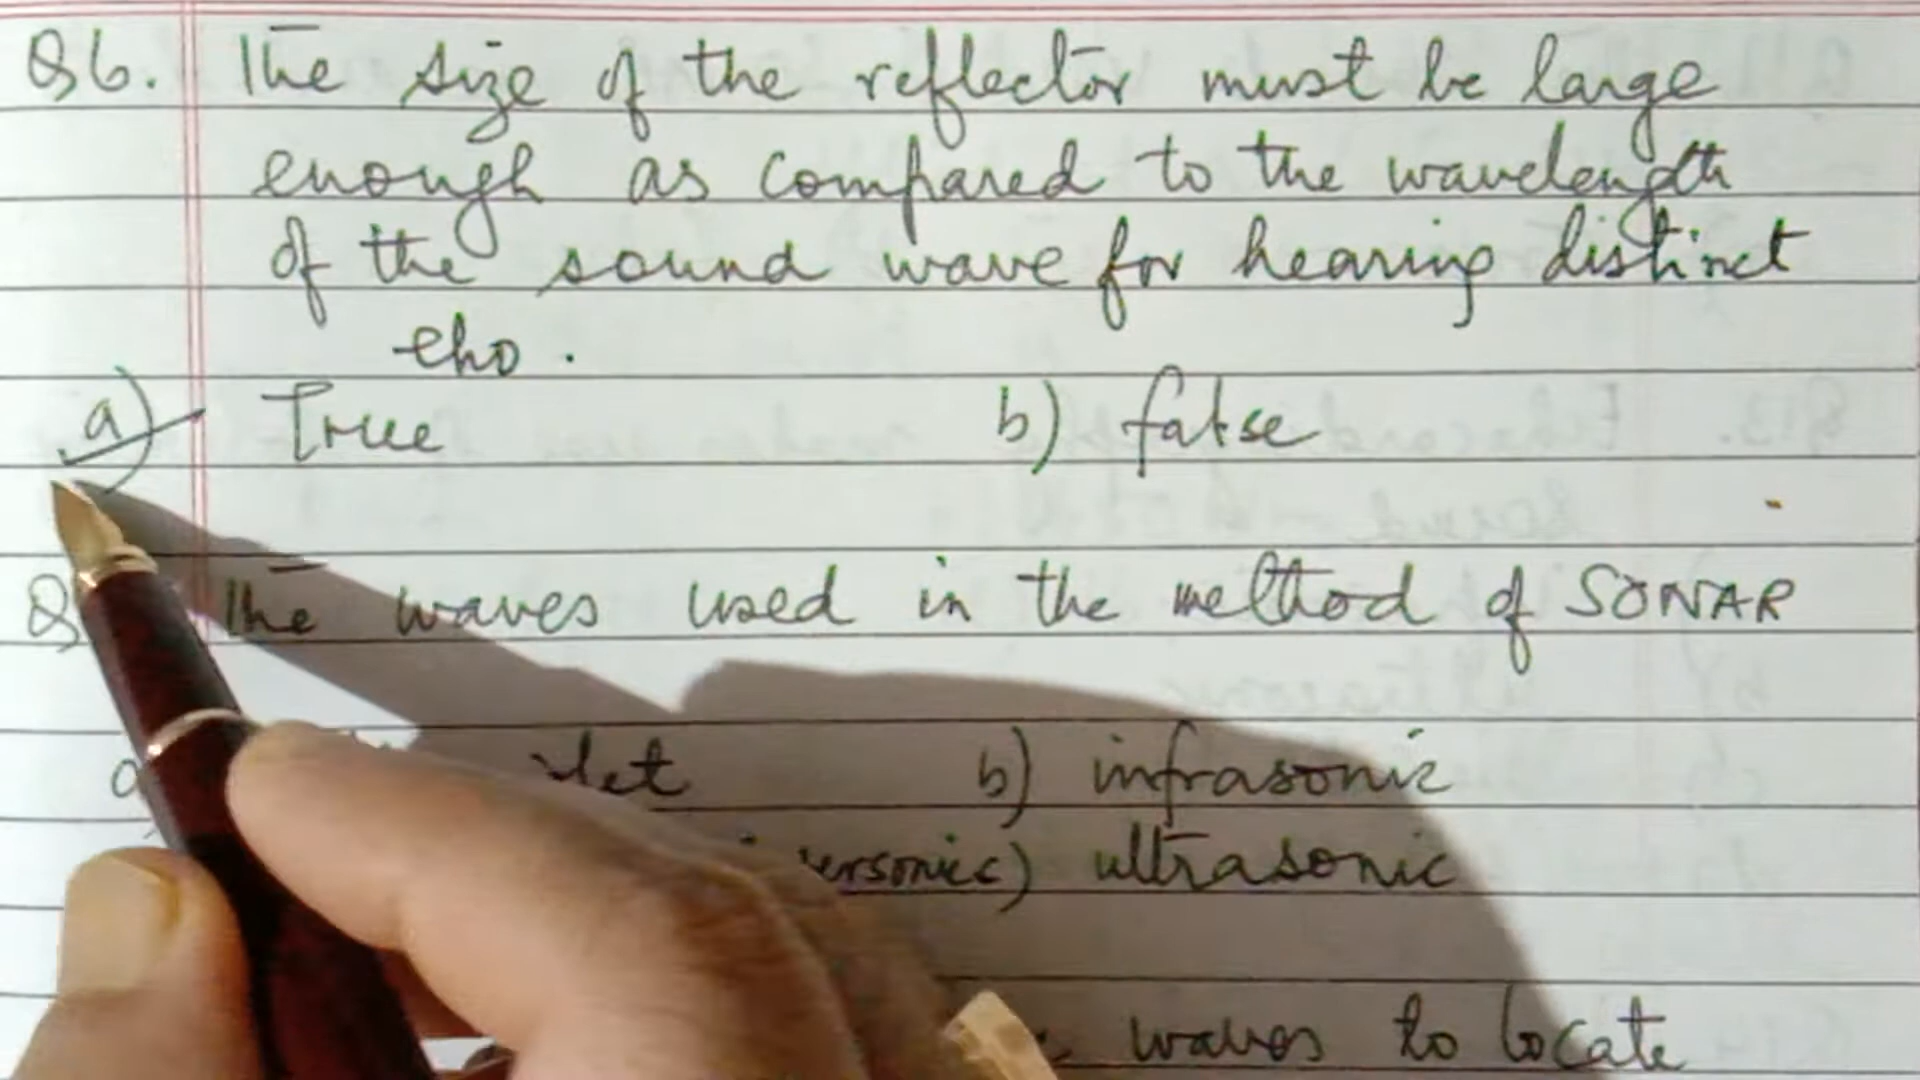 Q6. The size of the reflector must be large
enough as compared to the wavelength
of the sound wave for hearing distinct
eho.
a) True b) false
The waves used in the method of SONAR
b) infrasonic
ultrasonic
waves to locate